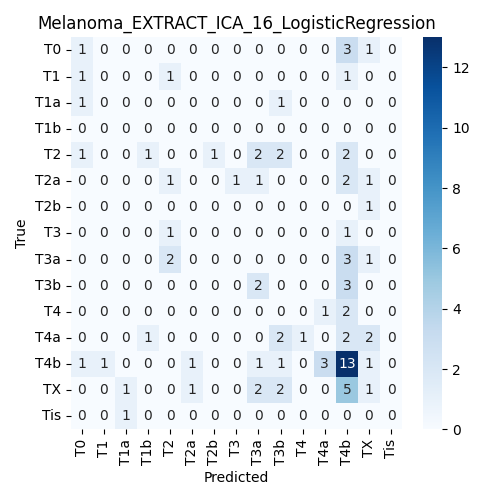 Melanoma_EXTRACT_ICA_16_LogisticRegression
T0 1 0 0 0 0 0 0 0 0 0 0 3 1 0
T1 1 0 0 0 1 0 0 0 0 0 0 1 0 0
T1a 1 0 0 0 0 0 0 0 1 0 0 0 0 0
T1b 0 0 0 0 0 0 0 0 0 0 0 0 0 0
T2 1 0 0 1 0 0 1 0 2 2 0 0 2 0 0
T2a 0 0 0 0 1 0 0 1 1 0 0 0 2 1 0
T2b 0 0 0 0 0 0 0 0 0 0 0 0 0 1 0
T3 0 0 0 0 1 0 0 0 0 0 0 0 1 0 0
T3a 0 0 0 0 2 0 0 0 0 0 0 0 3 1 0
T3b 0 0 0 0 0 0 0 0 2 0 0 0 3 0 0
T4 0 0 0 0 0 0 0 0 0 0 0 1 2 0 0
T4a 0 0 0 1 0 0 0 0 0 2 1 0 2 2 0
T4b 1 1 0 0 0 1 0 0 1 1 0 3 13 1 0
TX 0 0 1 0 0 1 0 0 2 2 0 0 5 1 0
Tis 0 0 1 0 0 0 0 0 0 0 0 0 0 0 0
T0 T1 T1a T1b T2 T2a T2b T3 T3a T3b T4 T4a T4b TX Tis
Predicted
True
12
10
8
6
4
2
0